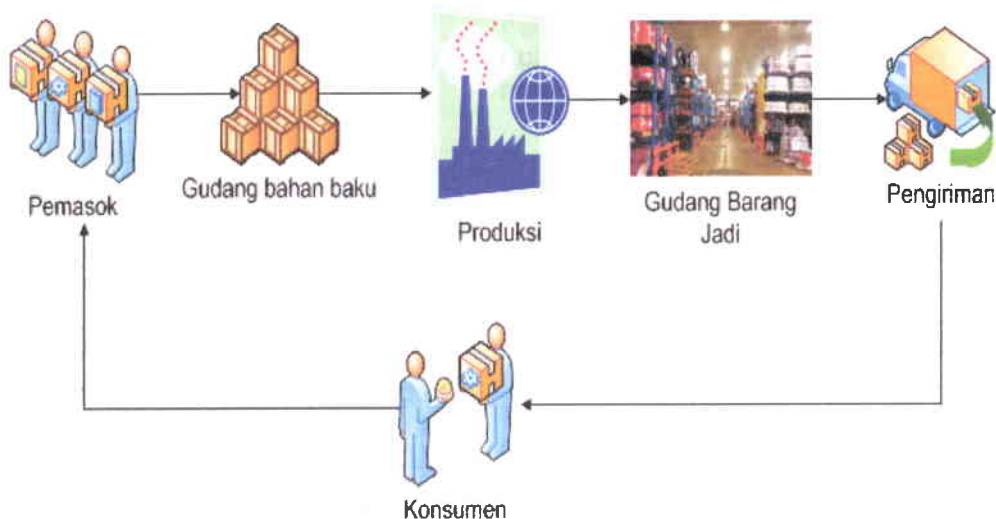 Pemasok
Gudang bahan baku
Produksi
Gudang Barang
Jadi
Pengiriman
Konsumen